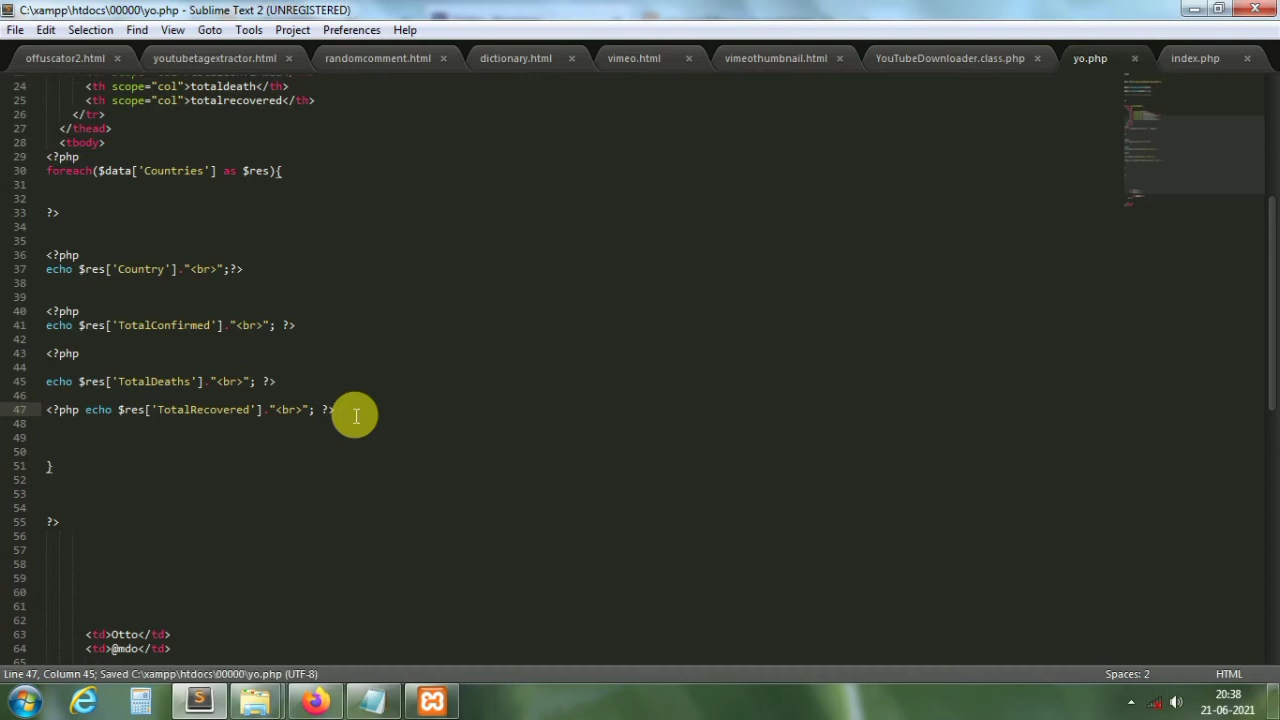 C:\xampp\htdocs\00000\yo.php - Sublime Text 2 (UNREGISTERED)
File Edit Selection View Goto Tools Project Preferences Help
offuscator2.html × youtubetagextractor.html × randomcomment.html × dictionary.html × vimeo.html × vimeothumbnail.html × YouTubeDownloader.class.php × yo.php × index.php ×
24 <th scope="col">totaldeath</th>
25 <th scope="col">totalrecovered</th>
26 </tr>
27 </thead>
28 <tbody>
29 <?php
30 foreach($data['Countries'] as $res){
31
32
33 ?>
34
35
36 <?php
37 echo $res['Country']."<br>";?>
38
39
40 <?php
41 echo $res['TotalConfirmed']."<br>"; ?>
42
43 <?php
44
45 echo $res['TotalDeaths']."<br>"; ?>
46
47 <?php echo $res['TotalRecovered']."<br>"; ?>
48
49
50
51 }
52
53
54
55 ?>
56
57
58
59
60
61
62
63 <td>Otto</td>
64 <td>@mdo</td>
65
Line 47, Column 45; Saved C:\xampp\htdocs\00000\yo.php (UTF-8) Spaces: 2 HTML
20:38
21-06-2021